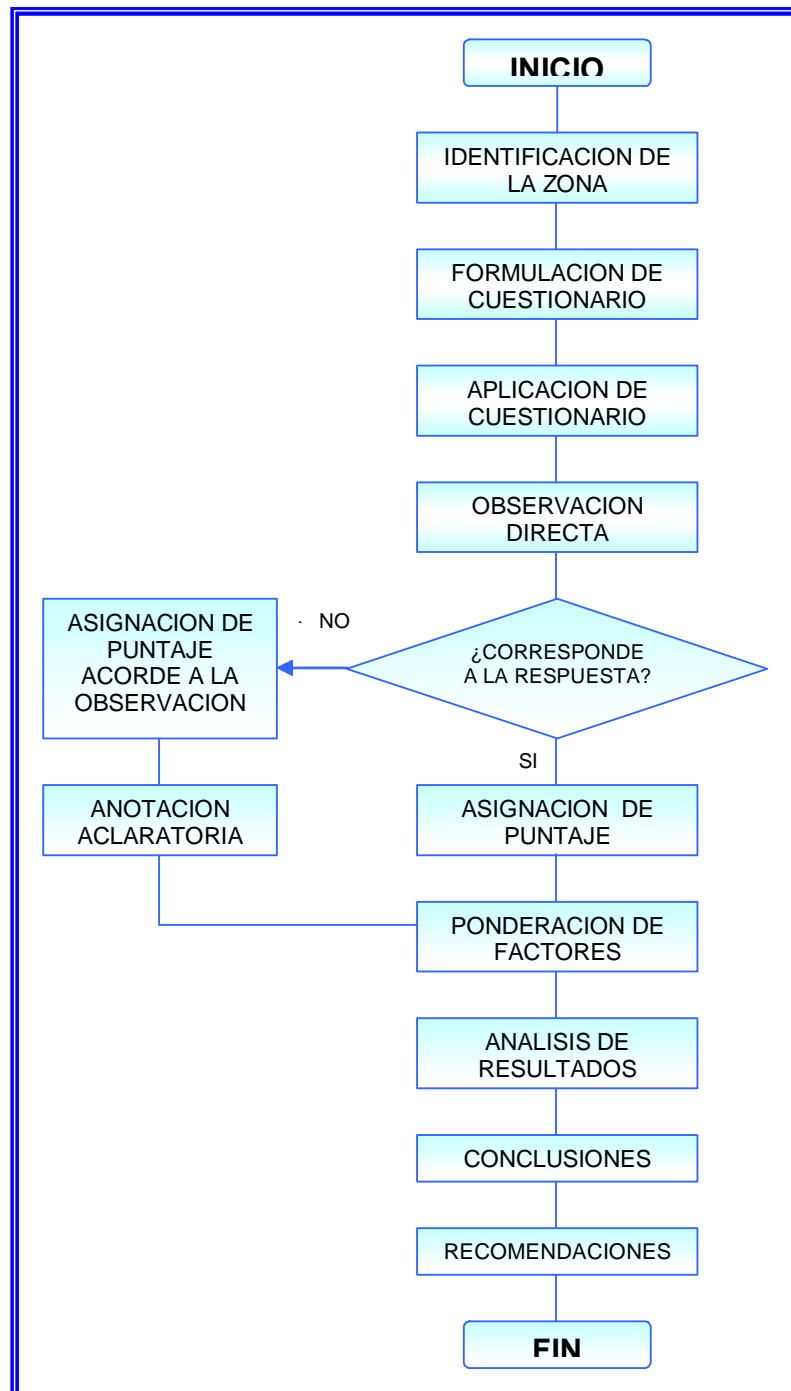 INICIO
IDENTIFICACION DE
LA ZONA
FORMULACION DE
CUESTIONARIO
APLICACION DE
CUESTIONARIO
OBSERVACION
DIRECTA
¿CORRESPONDE
A LA RESPUESTA?
· NO
ASIGNACION DE
PUNTAJE
ACORDE A LA
OBSERVACION
ANOTACION
ACLARATORIA
SI
ASIGNACION DE
PUNTAJE
PONDERACION DE
FACTORES
ANALISIS DE
RESULTADOS
CONCLUSIONES
RECOMENDACIONES
FIN